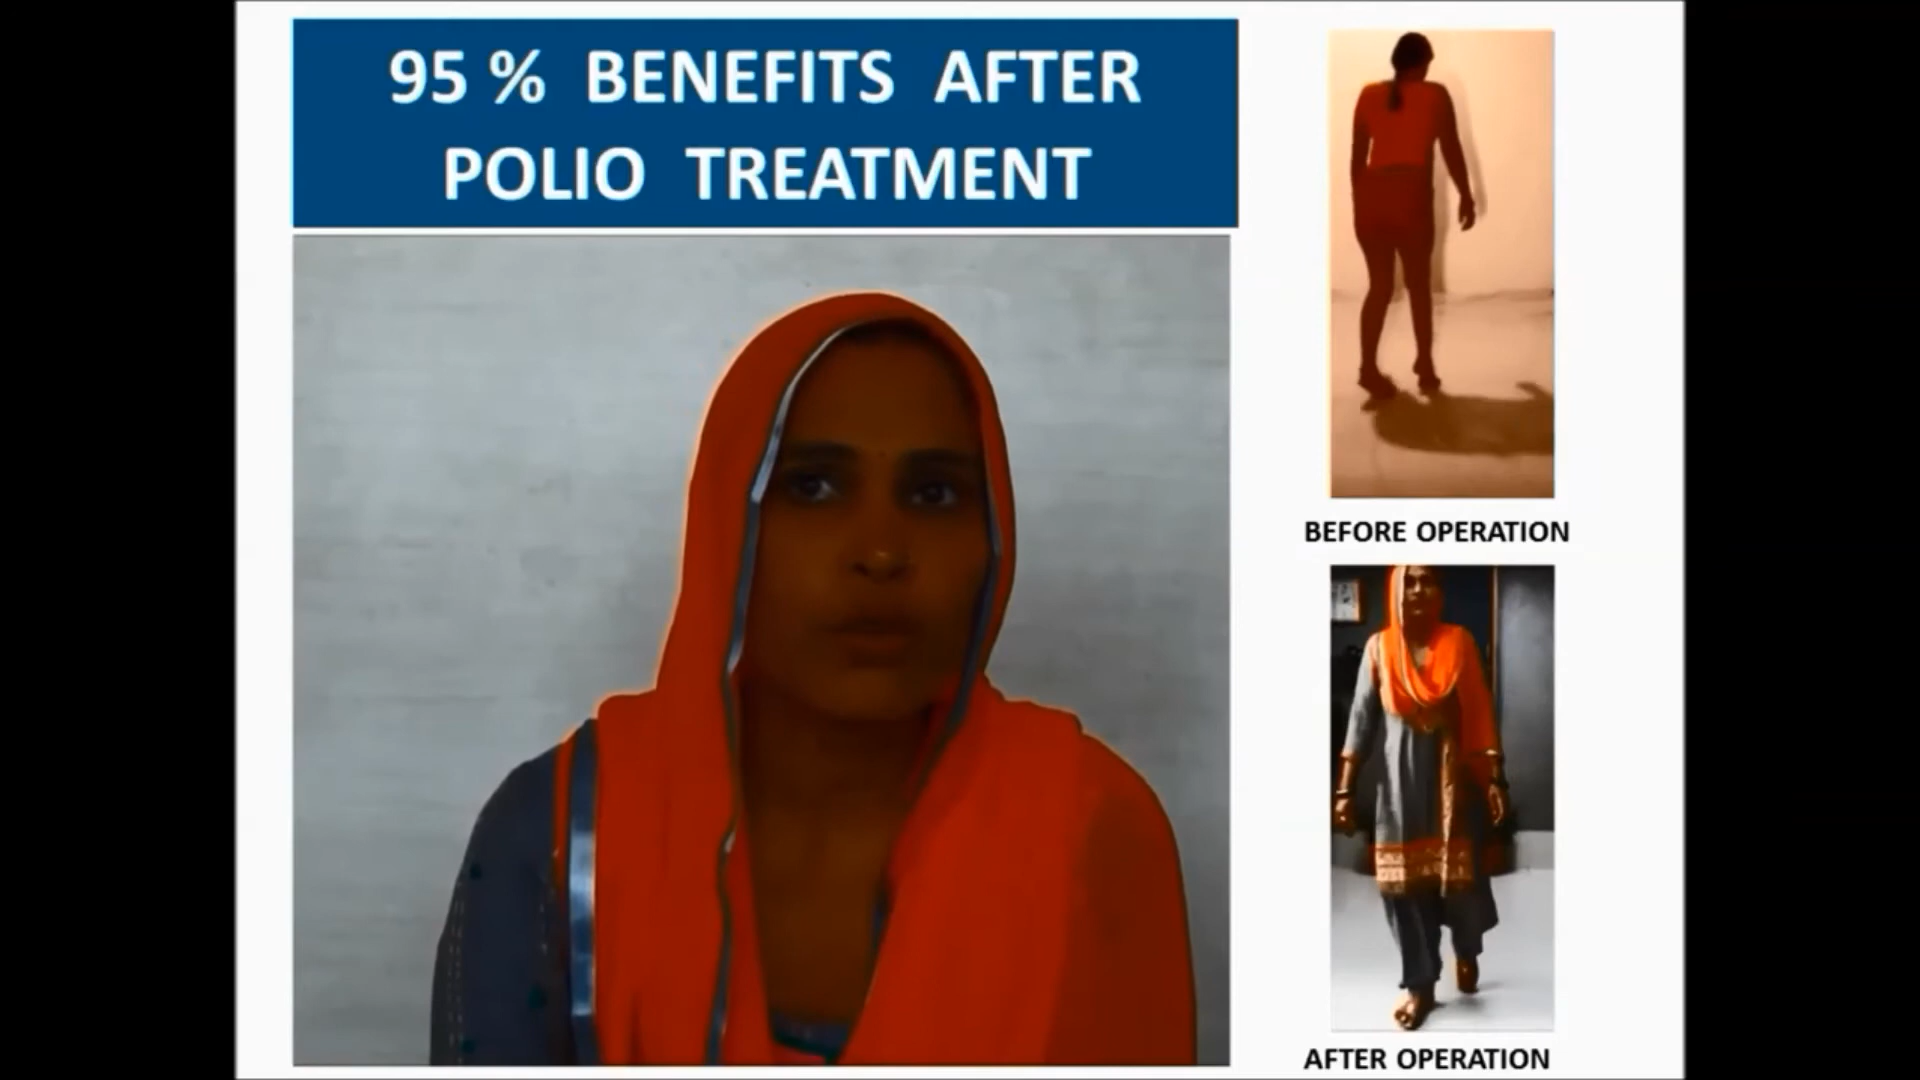 95 % BENEFITS AFTER
POLIO TREATMENT
BEFORE OPERATION
AFTER OPERATION